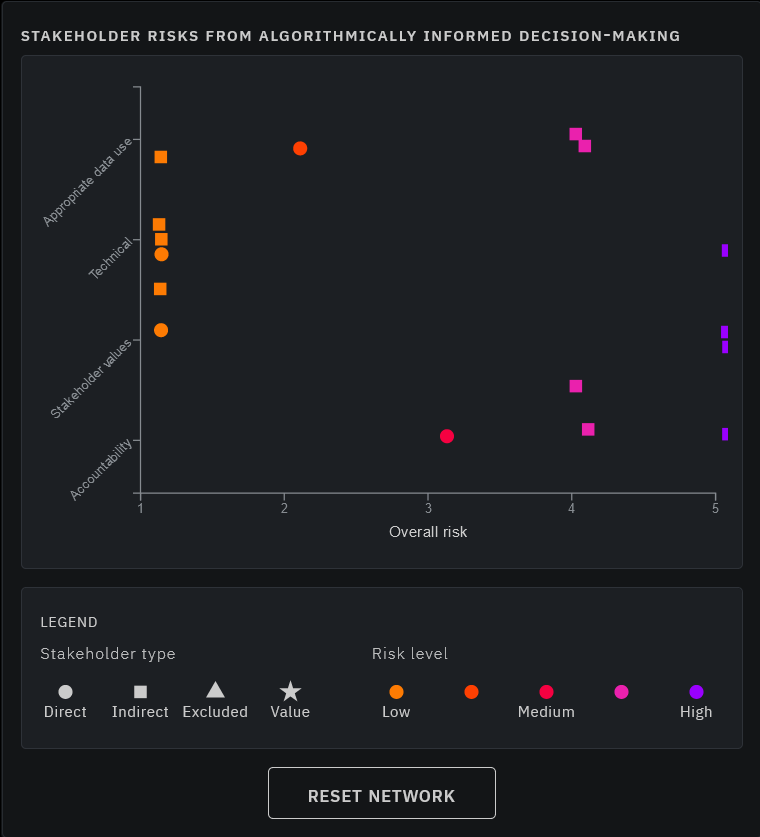 STAKEHOLDER RISKS FROM ALGORITHMICALLY INFORMED DECISION-MAKING
Appropriate data use
Technical
Stakeholder values
Accountability
1 2 3 4 5
Overall risk
LEGEND
Stakeholder type Risk level
Direct Indirect Excluded Value Low Medium High
RESET NETWORK